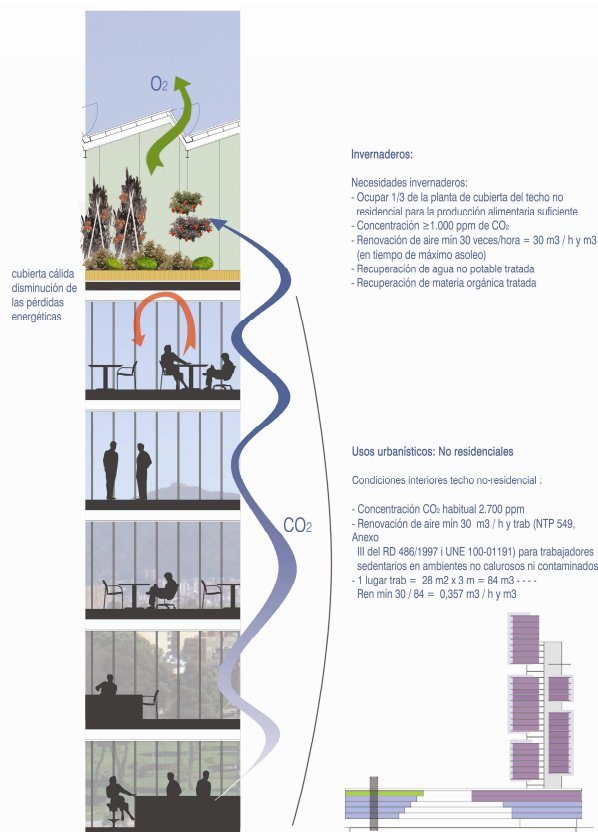 O2
Invernaderos:
Necesidades invernaderos:
- Ocupar 1/3 de la planta de cubierta del techo no
residencial para la producción alimentaria suficiente
- Concentración ≥1.000 ppm de CO2
- Renovación de aire mín 30 veces/hora = 30 m3 / h y m3
(en tiempo de máximo asoleo)
- Recuperación de agua no potable tratada
- Recuperación de materia orgánica tratada
cubierta cálida
disminución de
las pérdidas
energéticas
Usos urbanísticos: No residenciales
Condiciones interiores techo no-residencial :
- Concentración CO2 habitual 2.700 ppm
- Renovación de aire mín 30 m3 / h y trab (NTP 549,
Anexo
III del RD 486/1997 i UNE 100-01191) para trabajadores
sedentarios en ambientes no calurosos ni contaminados
- 1 lugar trab = 28 m2 x 3 m = 84 m3 - - - -
Ren mín 30 / 84 = 0,357 m3 / h y m3
CO2